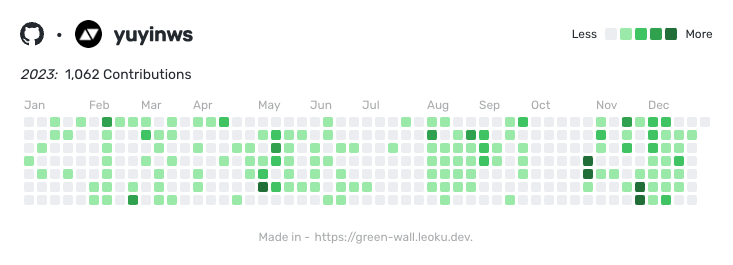 yuyinws
Less More
2023: 1,062 Contributions
Jan Feb Mar Apr May Jun Jul Aug Sep Oct Nov Dec
Made in - https://green-wall.leoku.dev.